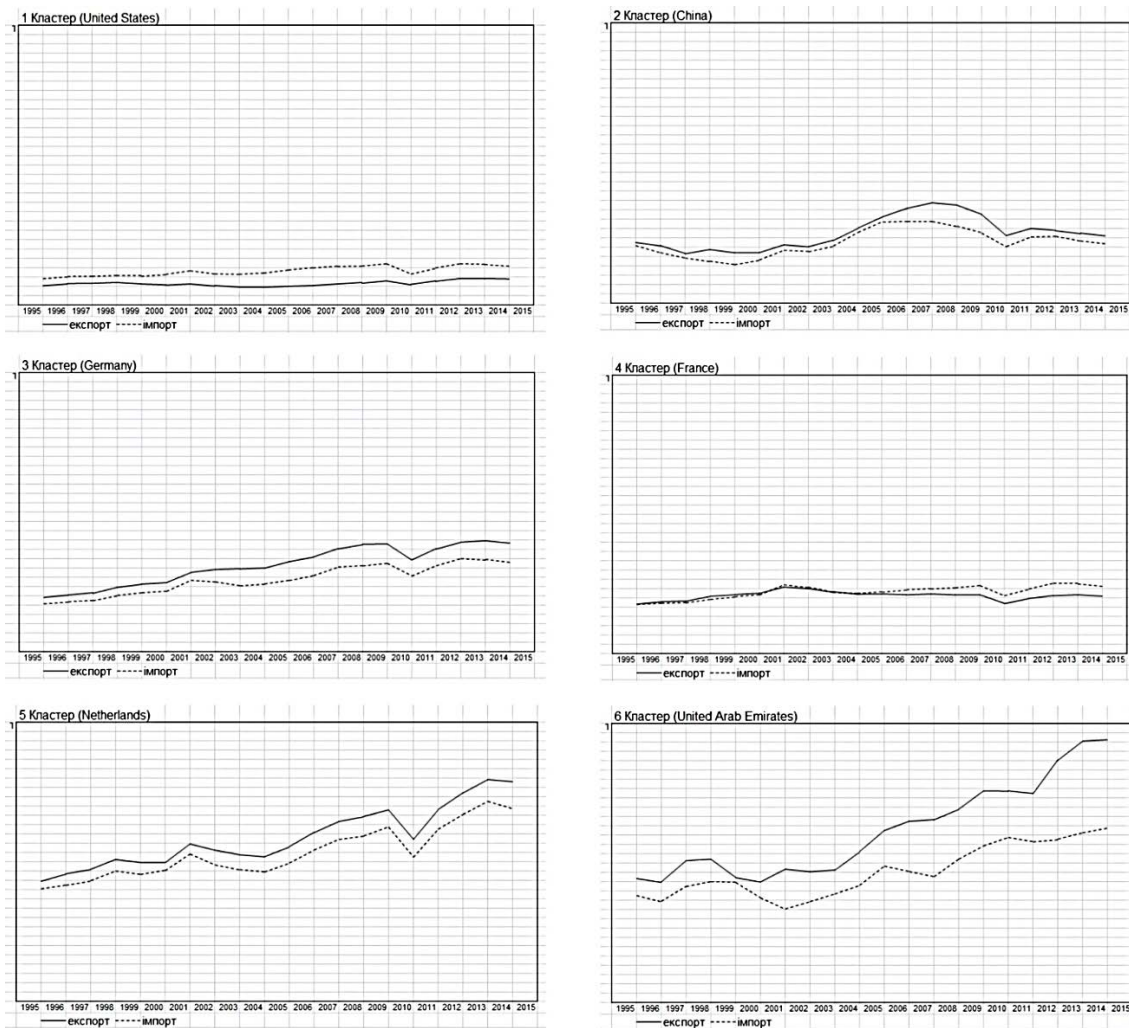 1 Кластер (United States)
1995 1996 1997 1998 1999 2000 2001 2002 2003 2004 2005 2006 2007 2008 2009 2010 2011 2012 2013 2014 2015
експорт імпорт
2 Кластер (China)
1995 1996 1997 1998 1999 2000 2001 2002 2003 2004 2005 2006 2007 2008 2009 2010 2011 2012 2013 2014 2015
експорт імпорт
3 Кластер (Germany)
1995 1996 1997 1998 1999 2000 2001 2002 2003 2004 2005 2006 2007 2008 2009 2010 2011 2012 2013 2014 2015
експорт імпорт
4 Кластер (France)
1995 1996 1997 1998 1999 2000 2001 2002 2003 2004 2005 2006 2007 2008 2009 2010 2011 2012 2013 2014 2015
експорт імпорт
5 Кластер (Netherlands)
1995 1996 1997 1998 1999 2000 2001 2002 2003 2004 2005 2006 2007 2008 2009 2010 2011 2012 2013 2014 2015
експорт імпорт
6 Кластер (United Arab Emirates)
1995 1996 1997 1998 1999 2000 2001 2002 2003 2004 2005 2006 2007 2008 2009 2010 2011 2012 2013 2014 2015
експорт імпорт